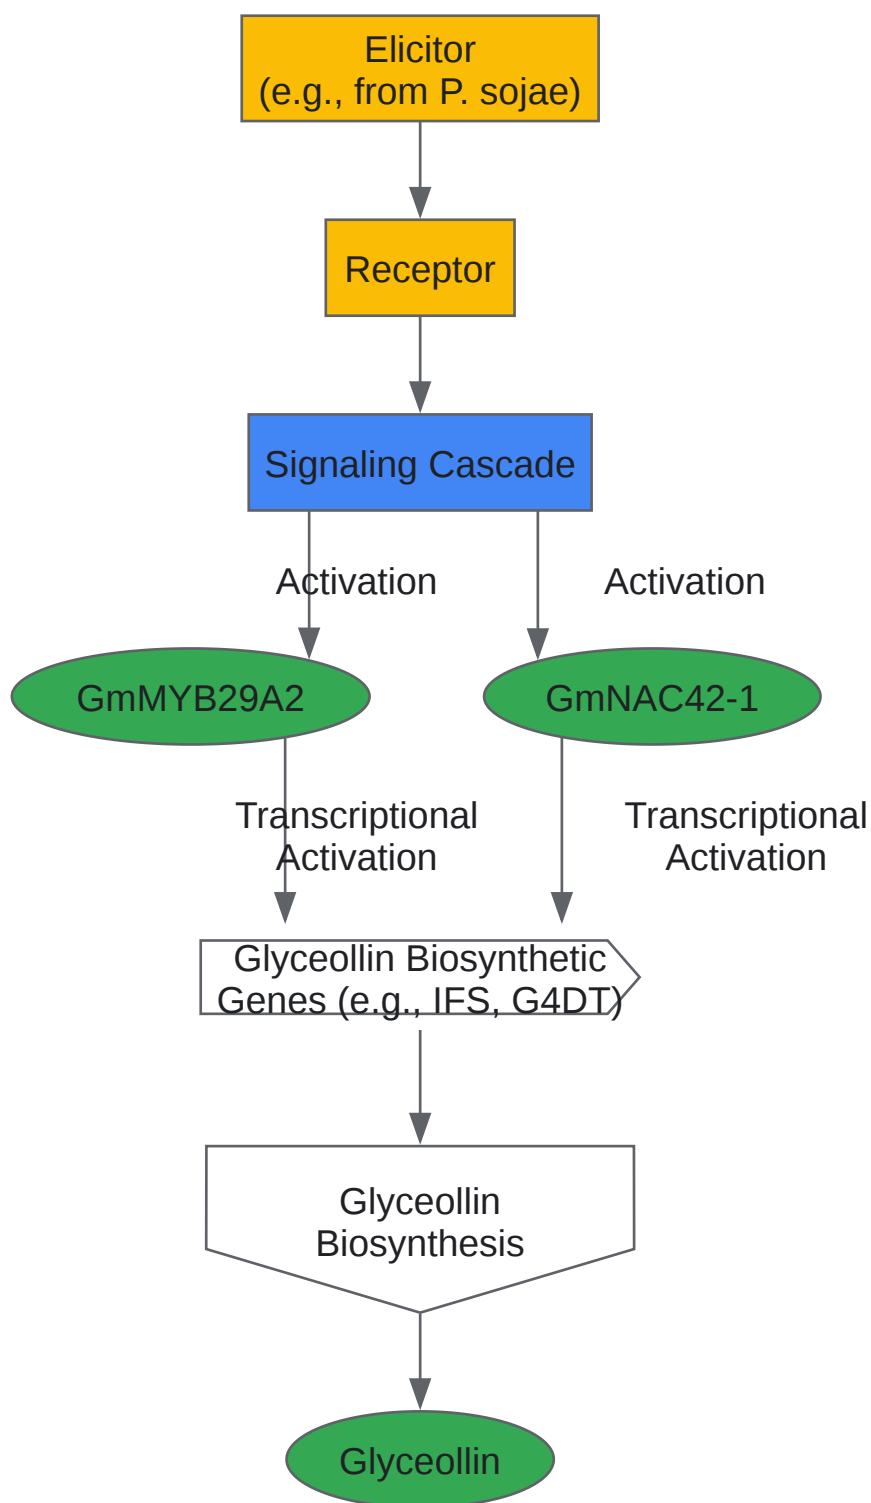 Elicitor
(e.g., from P. sojae)
Receptor
Signaling Cascade
Activation
Activation
GmMYB29A2
GmNAC42-1
Transcriptional
Activation
Transcriptional
Activation
Glyceollin Biosynthetic
Genes (e.g., IFS, G4DT)
Glyceollin
Biosynthesis
Glyceollin